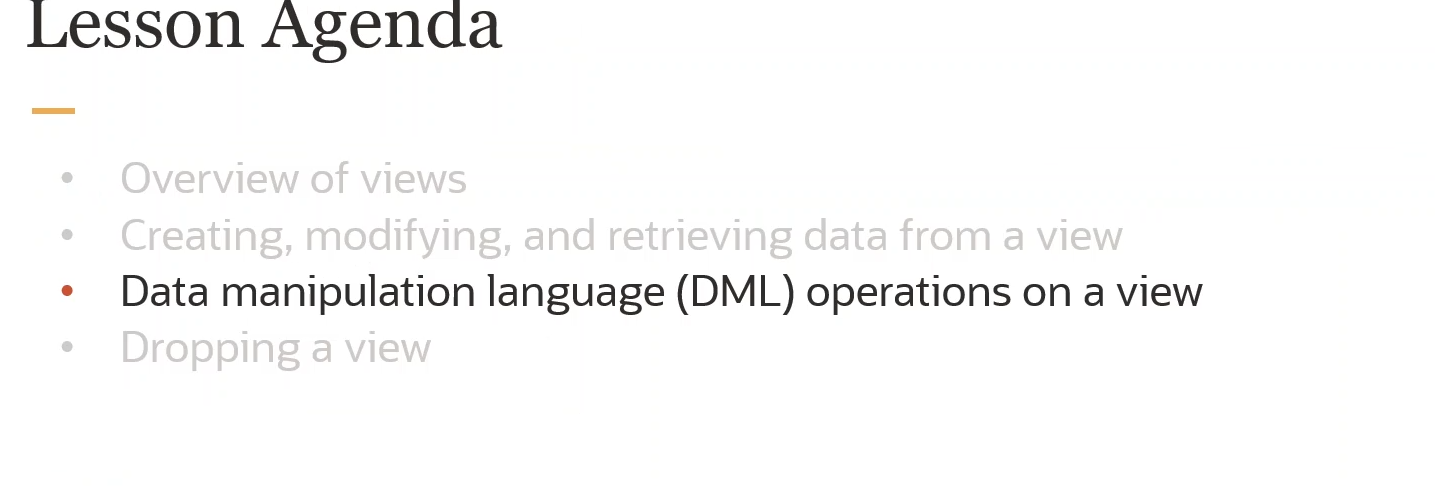 Lesson Agenda
• Overview of views
• Creating, modifying, and retrieving data from a view
• Data manipulation language (DML) operations on a view
• Dropping a view